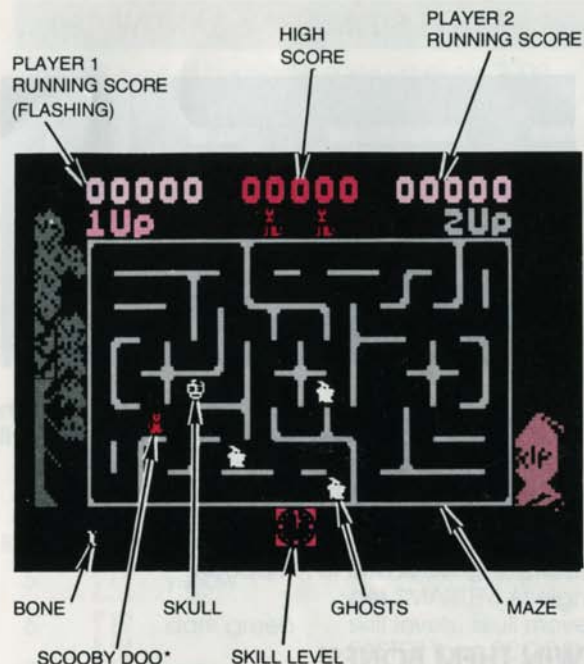 PLAYER 1
RUNNING SCORE
(FLASHING)
HIGH
SCORE
PLAYER 2
RUNNING SCORE
00000 00000 00000
1Up 2Up
RIP
BONE
SKULL
GHOSTS
MAZE
SCOOBY DOO*
SKILL LEVEL